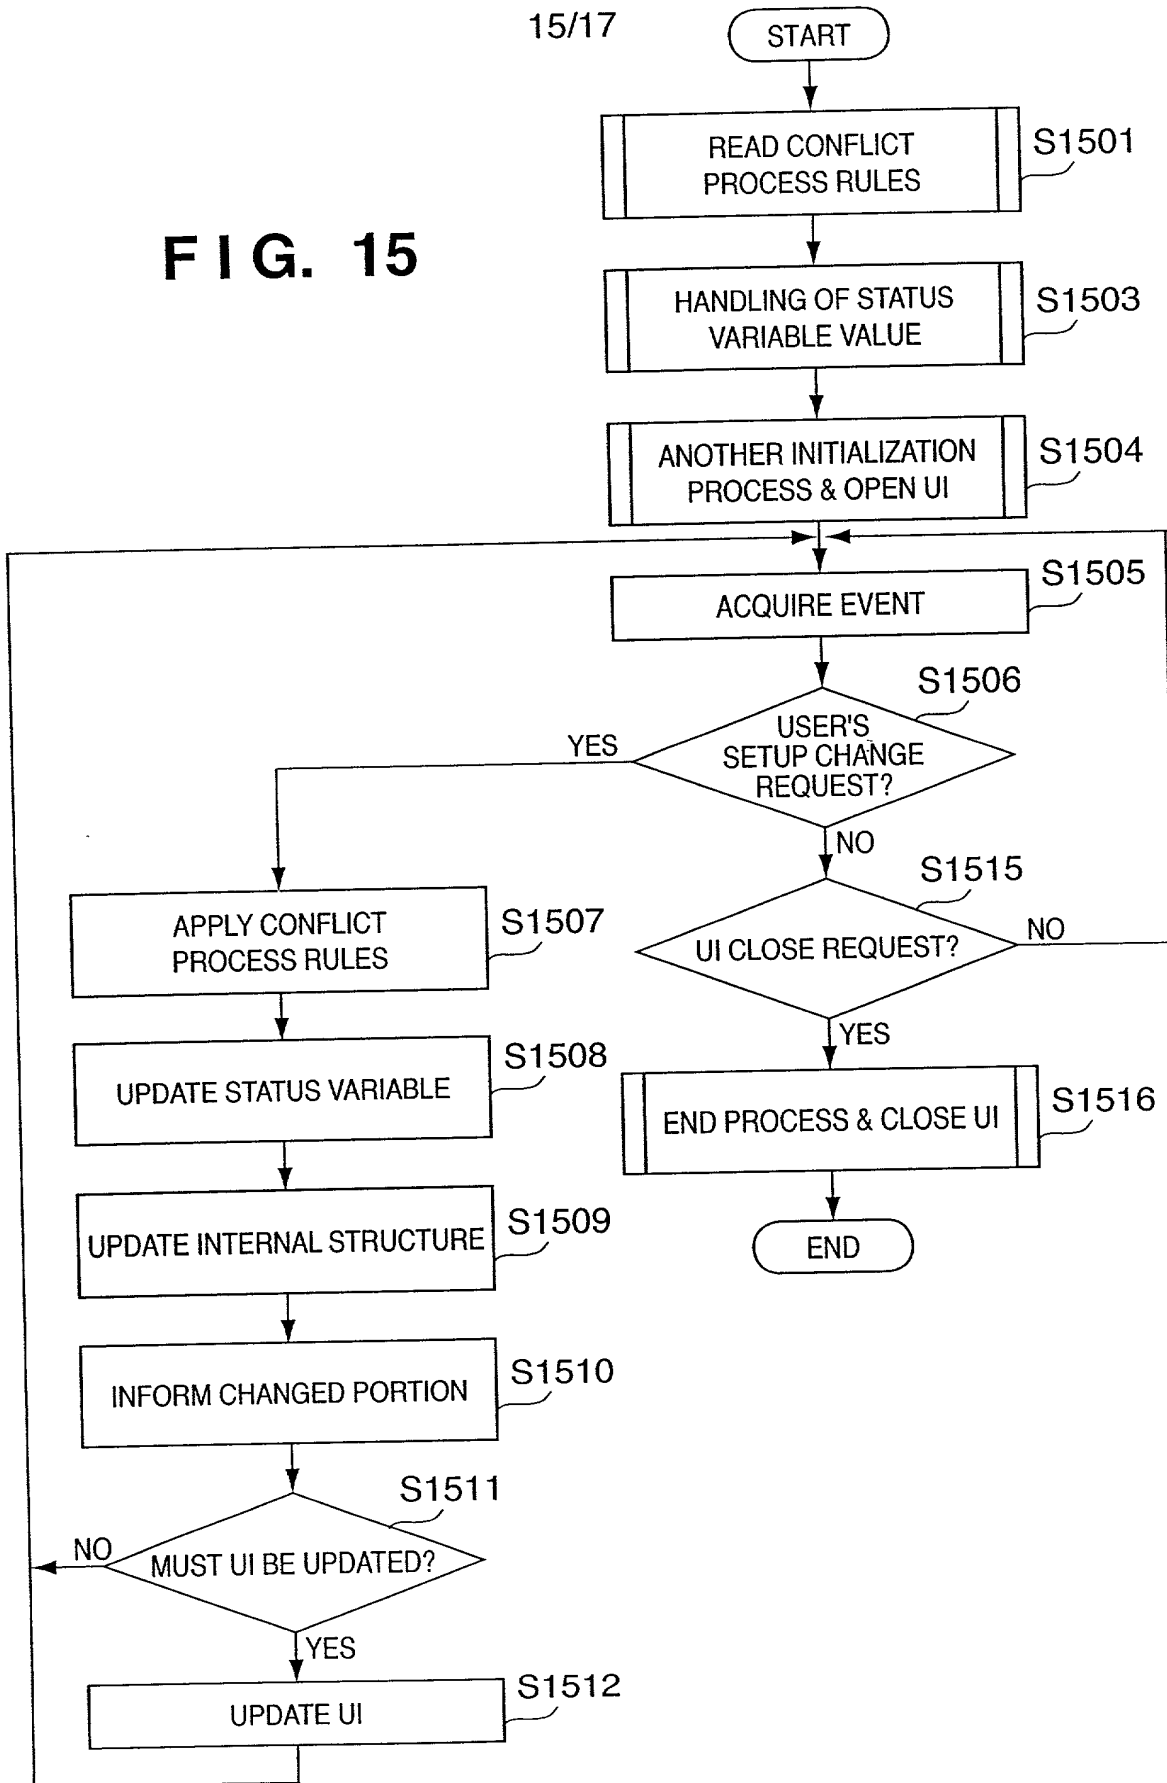 15/17
START
READ CONFLICT
PROCESS RULES
S1501
FIG. 15
HANDLING OF STATUS
VARIABLE VALUE
S1503
ANOTHER INITIALIZATION
PROCESS & OPEN UI
S1504
ACQUIRE EVENT
S1505
S1506
USER'S
SETUP CHANGE
REQUEST?
YES
NO
S1515
UI CLOSE REQUEST?
NO
YES
APPLY CONFLICT
PROCESS RULES
S1507
UPDATE STATUS VARIABLE
S1508
END PROCESS & CLOSE UI
S1516
UPDATE INTERNAL STRUCTURE
S1509
END
INFORM CHANGED PORTION
S1510
S1511
NO
MUST UI BE UPDATED?
YES
UPDATE UI
S1512